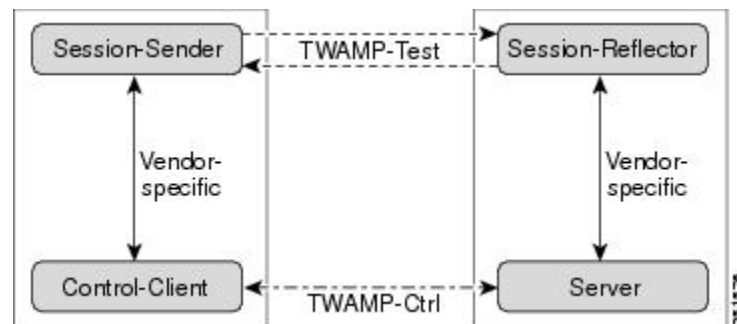 Session-Sender
TWAMP-Test
Session-Reflector
Vendor-
specific
Vendor-
specific
Control-Client
TWAMP-Ctrl
Server